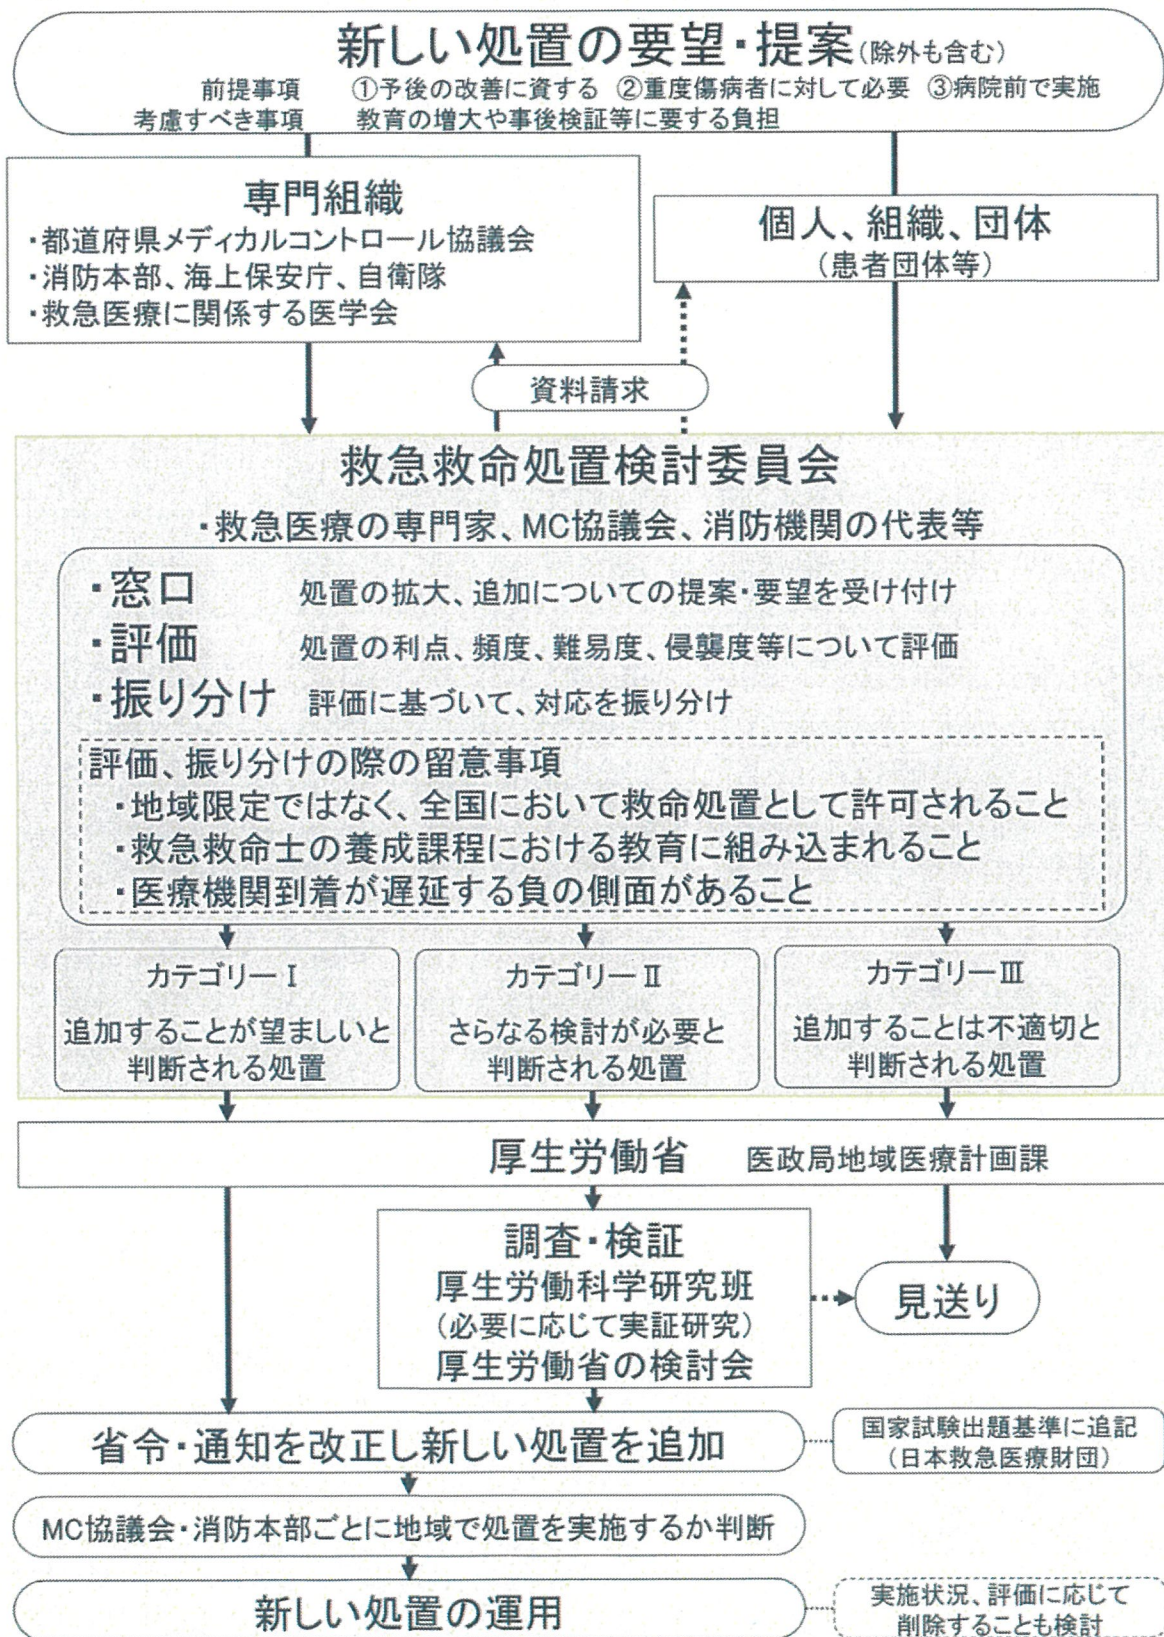 新しい処置の要望・提案(除外も含む)
前提事項 ①予後の改善に資する ②重度傷病者に対して必要 ③病院前で実施
考慮すべき事項 教育の増大や事後検証等に要する負担
専門組織
・都道府県メディカルコントロール協議会
・消防本部、海上保安庁、自衛隊
・救急医療に関係する医学会
個人、組織、団体
(患者団体等)
資料請求
救急救命処置検討委員会
・救急医療の専門家、MC協議会、消防機関の代表等
・窓口 処置の拡大、追加についての提案・要望を受け付け
・評価 処置の利点、頻度、難易度、侵襲度等について評価
・振り分け 評価に基づいて、対応を振り分け
評価、振り分けの際の留意事項
・地域限定ではなく、全国において救命処置として許可されること
・救急救命士の養成課程における教育に組み込まれること
・医療機関到着が遅延する負の側面があること
カテゴリーⅠ
追加することが望ましいと
判断される処置
カテゴリーⅡ
さらなる検討が必要と
判断される処置
カテゴリーⅢ
追加することは不適切と
判断される処置
厚生労働省 医政局地域医療計画課
調査・検証
厚生労働科学研究班
(必要に応じて実証研究)
厚生労働省の検討会
見送り
省令・通知を改正し新しい処置を追加
国家試験出題基準に追記
(日本救急医療財団)
MC協議会・消防本部ごとに地域で処置を実施するか判断
新しい処置の運用
実施状況、評価に応じて
削除することも検討